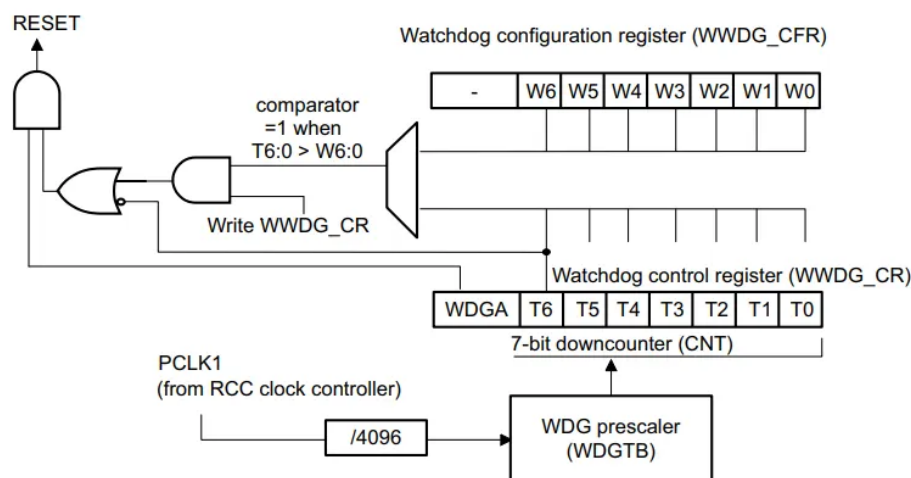 RESET
Watchdog configuration register (WWDG_CFR)
- W6 W5 W4 W3 W2 W1 W0
comparator
=1 when
T6:0 > W6:0
Write WWDG_CR
Watchdog control register (WWDG_CR)
WDGA T6 T5 T4 T3 T2 T1 T0
7-bit downcounter (CNT)
PCLK1
(from RCC clock controller)
/4096
WDG prescaler
(WDGTB)